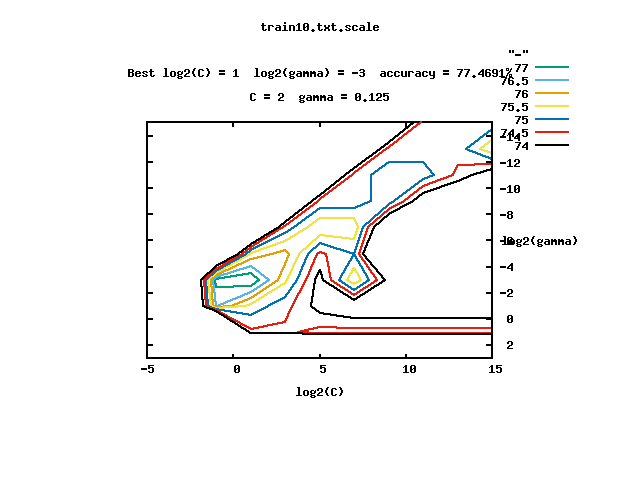 train10.txt.scale
"-"
Best log2(C) = 1  log2(gamma) = -3  accuracy = 77.4691%
77
76.5
C = 2  gamma = 0.125
76
75.5
75
74.5
74
-14
-12
-10
-8
-6
log2(gamma)
-4
-2
0
2
-5 0 5 10 15
log2(C)